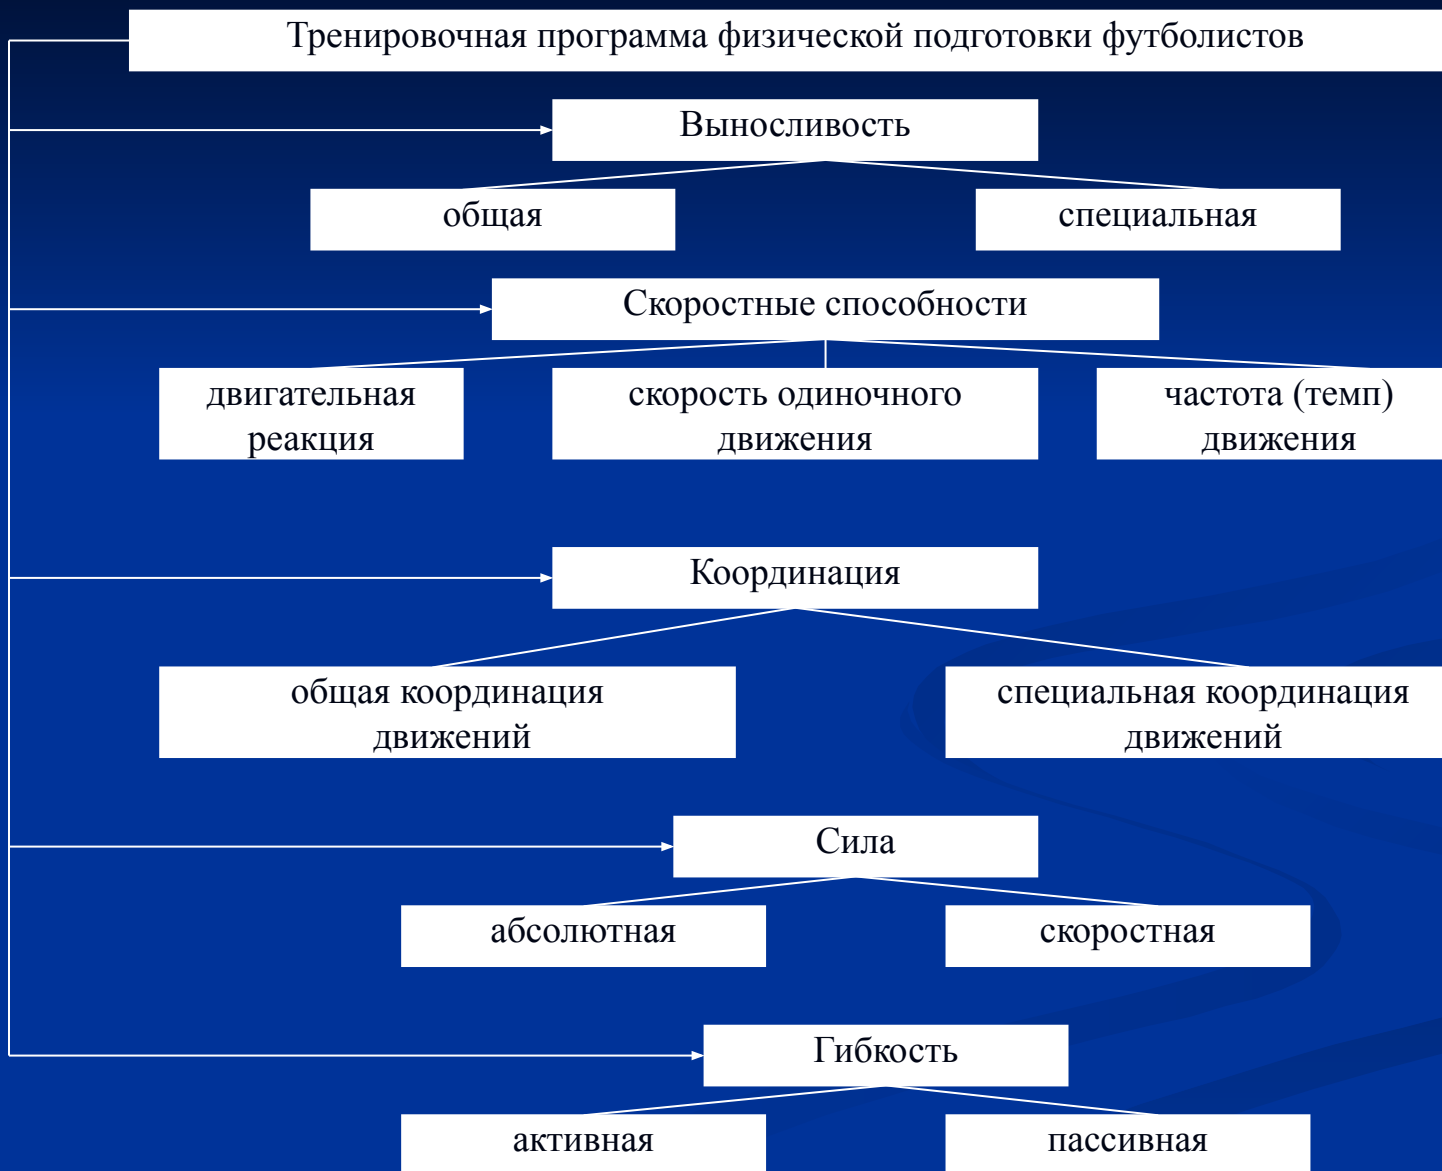 Тренировочная программа физической подготовки футболистов
Выносливость
общая
специальная
Скоростные способности
двигательная
реакция
скорость одиночного
движения
частота (темп)
движения
Координация
общая координация
движений
специальная координация
движений
Сила
абсолютная
скоростная
Гибкость
активная
пассивная